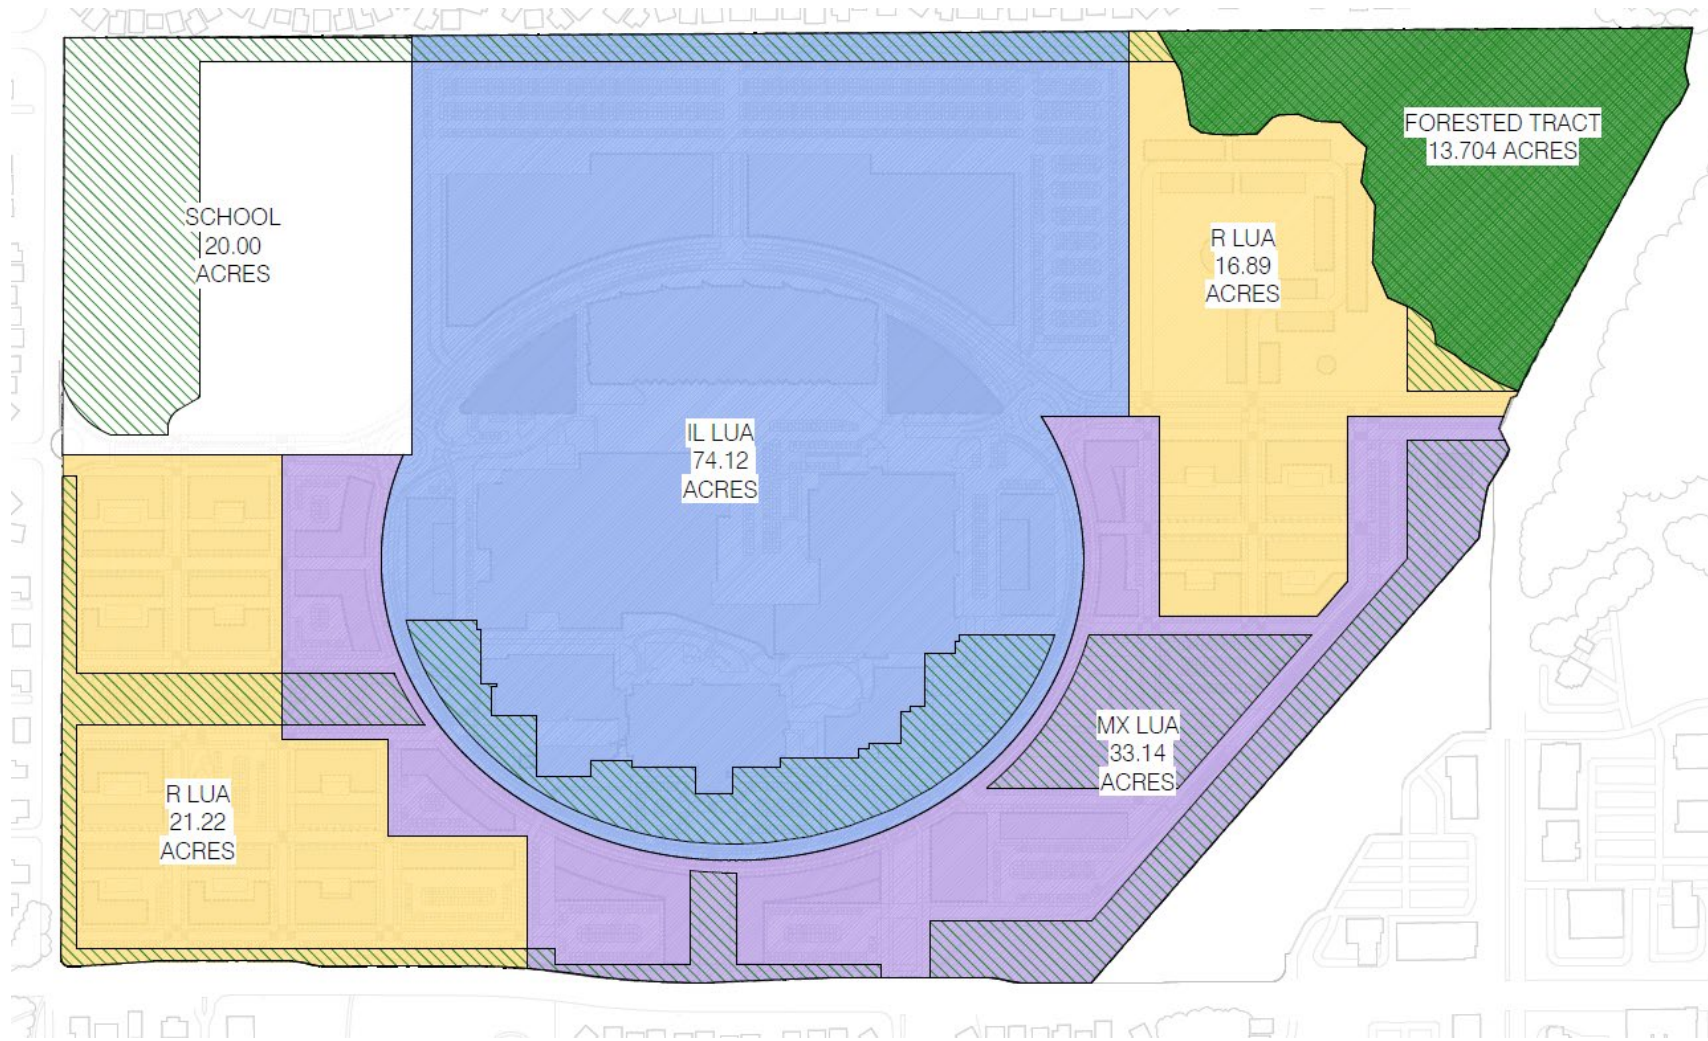 FORESTED TRACT
13.704 ACRES
SCHOOL
20.00
ACRES
R LUA
16.89
ACRES
IL LUA
74.12
ACRES
MX LUA
33.14
ACRES
R LUA
21.22
ACRES